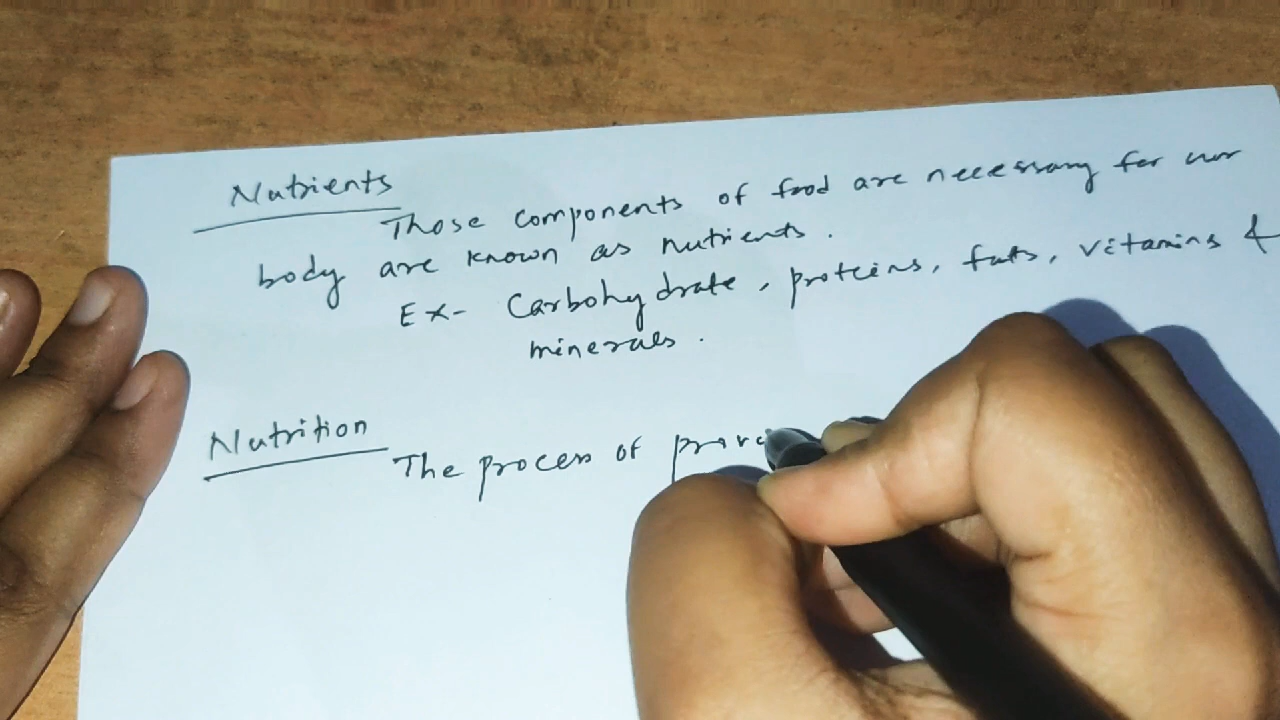 Nutrients
Those components of food are necessary for our
body are known as nutrients.
Ex- Carbohydrate, proteins, fats, vitamins &
minerals.
Nutrition
The process of prov